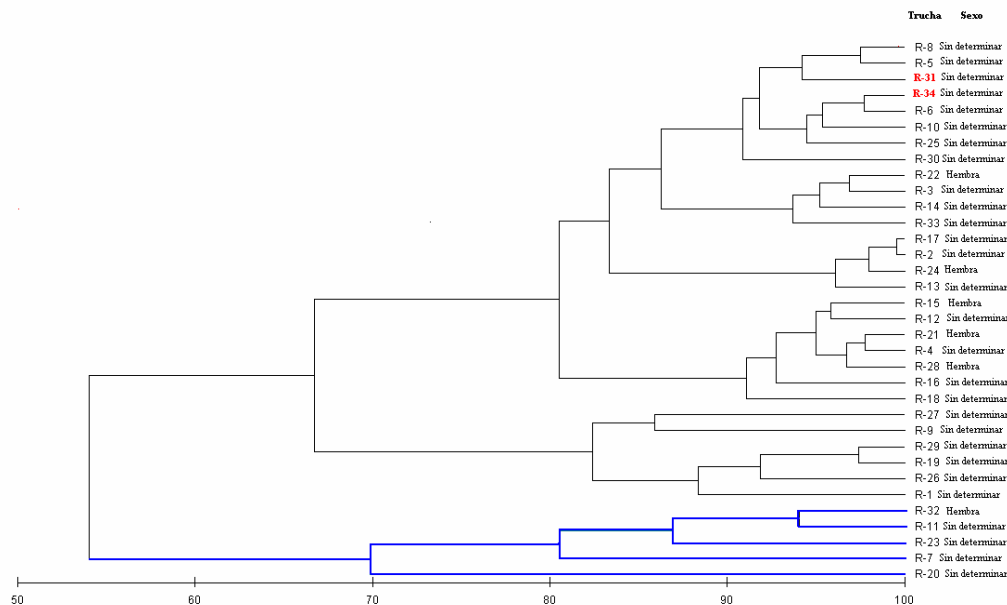 Trucha Sexo
R-8 Sin determinar
R-5 Sin determinar
R-31 Sin determinar
R-34 Sin determinar
R-6 Sin determinar
R-10 Sin determinar
R-25 Sin determinar
R-30 Sin determinar
R-22 Hembra
R-3 Sin determinar
R-14 Sin determinar
R-33 Sin determinar
R-17 Sin determinar
R-2 Sin determinar
R-24 Hembra
R-13 Sin determinar
R-15 Hembra
R-12 Sin determinar
R-21 Hembra
R-4 Sin determinar
R-28 Hembra
R-16 Sin determinar
R-18 Sin determinar
R-27 Sin determinar
R-9 Sin determinar
R-29 Sin determinar
R-19 Sin determinar
R-26 Sin determinar
R-1 Sin determinar
R-32 Hembra
R-11 Sin determinar
R-23 Sin determinar
R-7 Sin determinar
R-20 Sin determinar
50 60 70 80 90 100